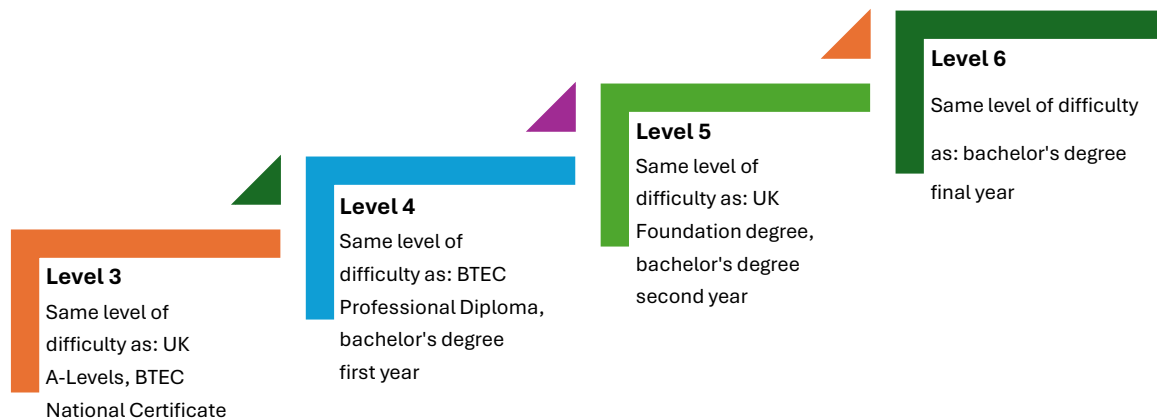 Level 3
Same level of
difficulty as: UK
A-Levels, BTEC
National Certificate
Level 4
Same level of
difficulty as: BTEC
Professional Diploma,
bachelor's degree
first year
Level 5
Same level of
difficulty as: UK
Foundation degree,
bachelor's degree
second year
Level 6
Same level of difficulty
as: bachelor's degree
final year